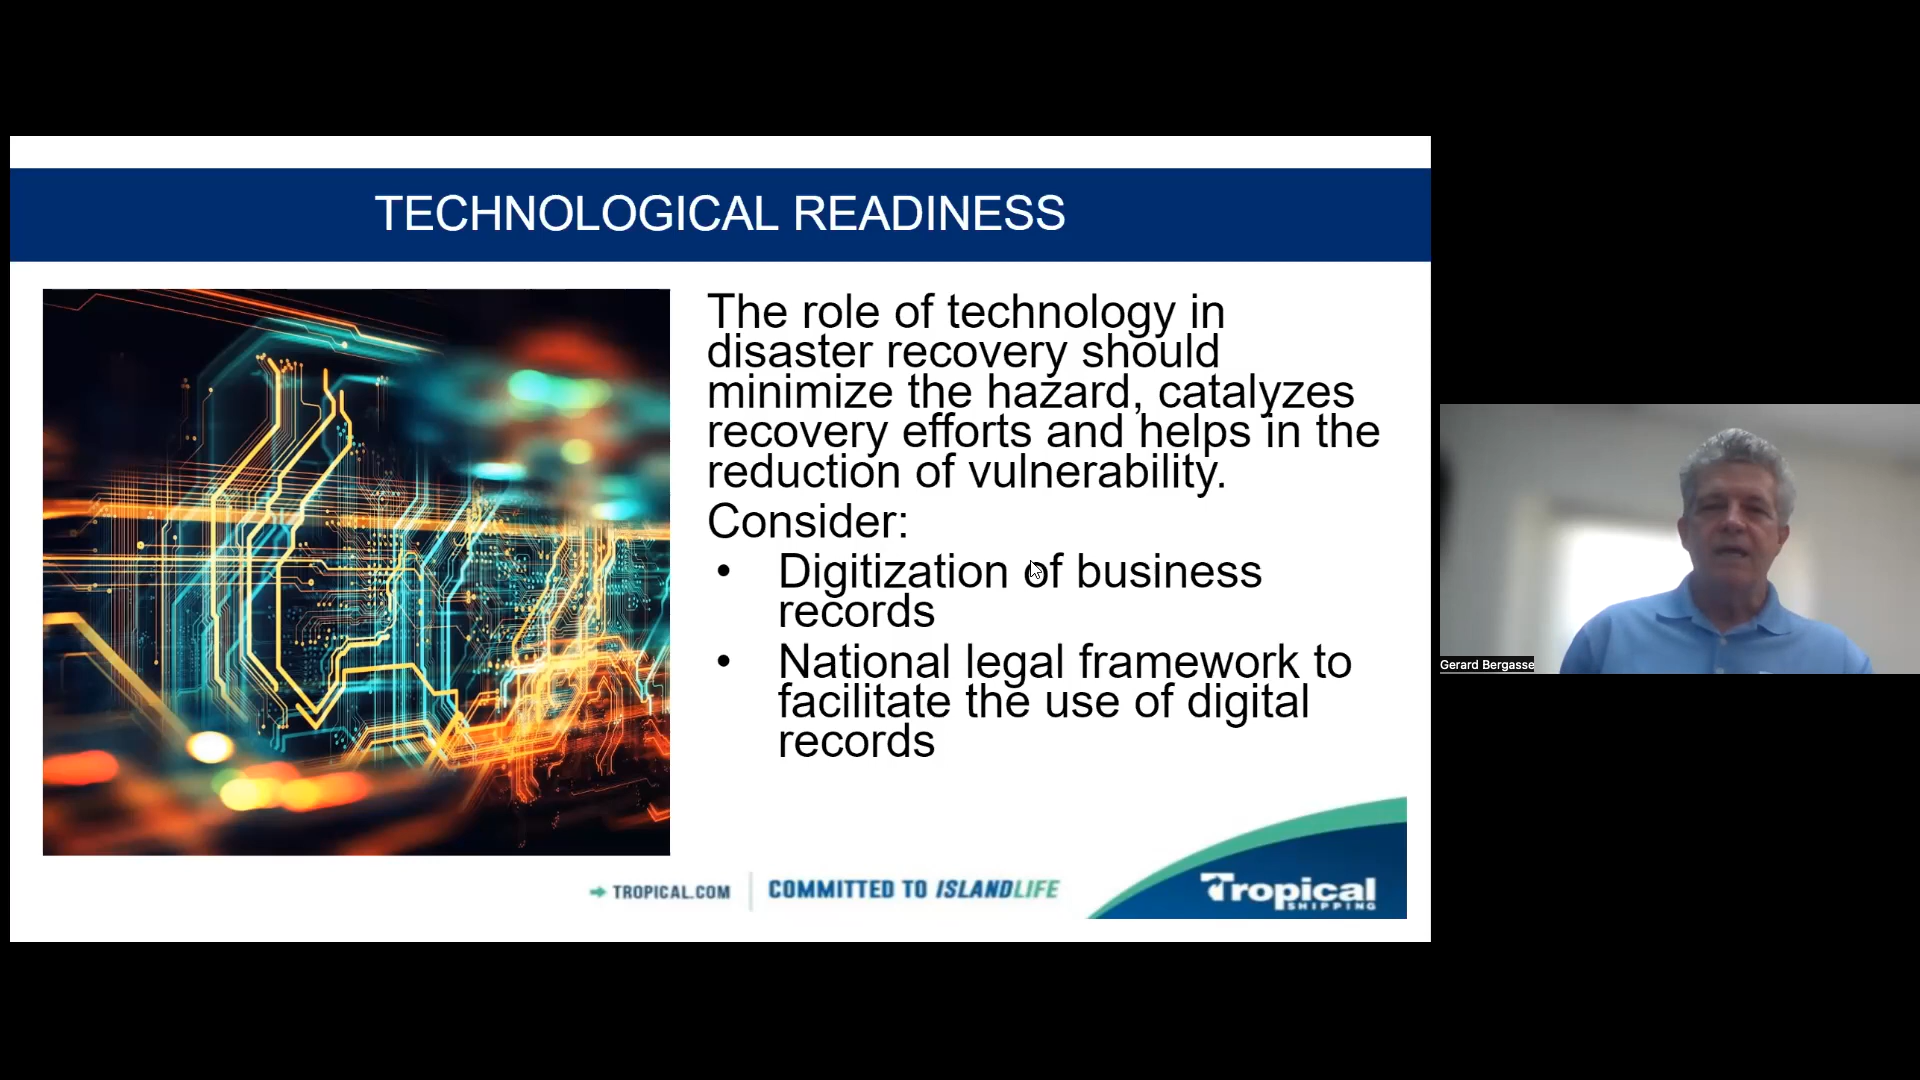 TECHNOLOGICAL READINESS
The role of technology in
disaster recovery should
minimize the hazard, catalyzes
recovery efforts and helps in the
reduction of vulnerability.
Consider:
• Digitization of business
records
• National legal framework to
facilitate the use of digital
records
TROPICAL.COM
COMMITTED TO ISLANDLIFE
Tropical
SHIPPING
Gerard Bergasse